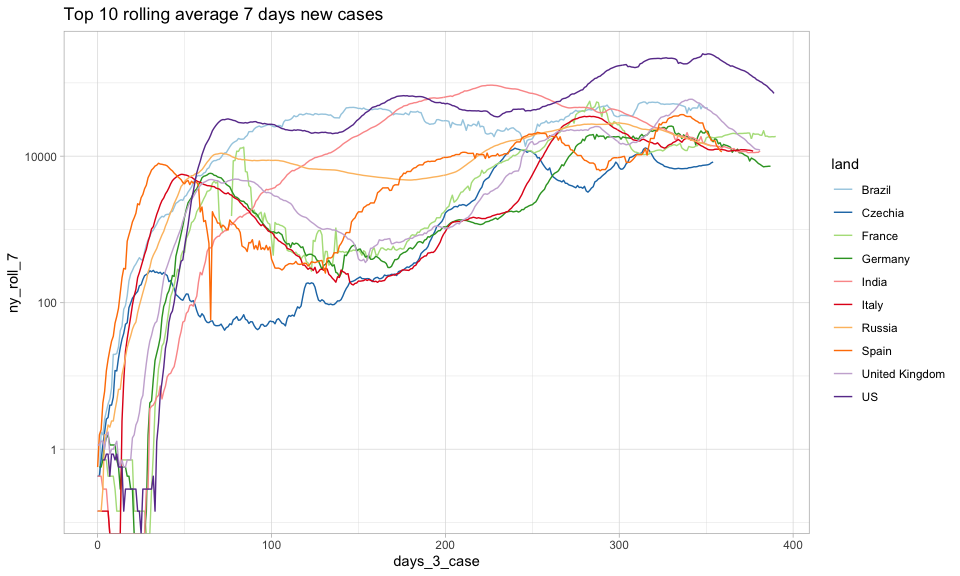 Top 10 rolling average 7 days new cases
ny_roll_7
10000
100
1
0
100
200
300
400
days_3_case
land
Brazil
Czechia
France
Germany
India
Italy
Russia
Spain
United Kingdom
US